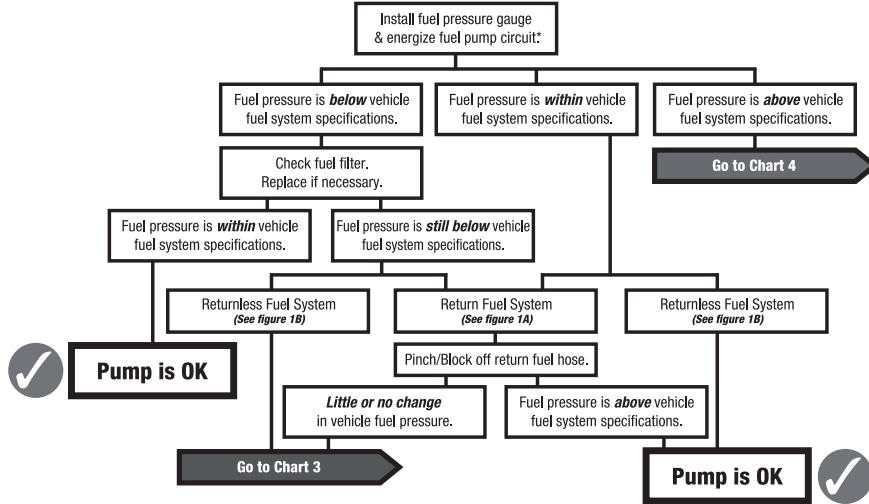 Install fuel pressure gauge
& energize fuel pump circuit.*
Fuel pressure is below vehicle
fuel system specifications.
Fuel pressure is within vehicle
fuel system specifications.
Fuel pressure is above vehicle
fuel system specifications.
Go to Chart 4
Check fuel filter.
Replace if necessary.
Fuel pressure is within vehicle
fuel system specifications.
Fuel pressure is still below vehicle
fuel system specifications.
Returnless Fuel System
(See figure 1B)
Return Fuel System
(See figure 1A)
Returnless Fuel System
(See figure 1B)
Pump is OK
Pinch/Block off return fuel hose.
Little or no change
in vehicle fuel pressure.
Fuel pressure is above vehicle
fuel system specifications.
Go to Chart 3
Pump is OK